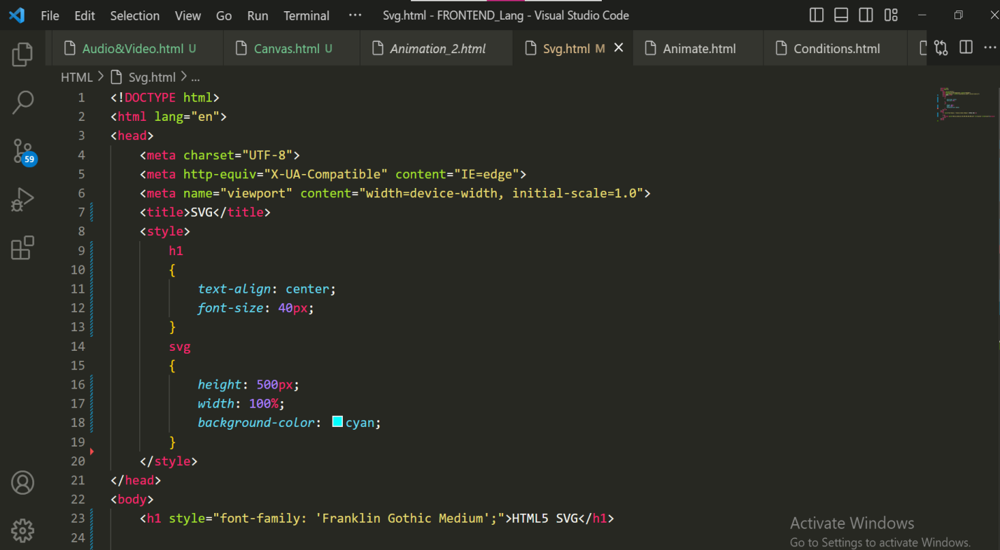 File Edit Selection View Go Run Terminal ··· Svg.html - FRONTEND_Lang - Visual Studio Code
Audio&Video.html U Canvas.html U Animation_2.html Svg.html M Animate.html Conditions.html
HTML > Svg.html > ...
1 <!DOCTYPE html>
2 <html lang="en">
3 <head>
4 <meta charset="UTF-8">
5 <meta http-equiv="X-UA-Compatible" content="IE=edge">
6 <meta name="viewport" content="width=device-width, initial-scale=1.0">
7 <title>SVG</title>
8 <style>
9 h1
10 {
11 text-align: center;
12 font-size: 40px;
13 }
14 svg
15 {
16 height: 500px;
17 width: 100%;
18 background-color: cyan;
19 }
20 </style>
21 </head>
22 <body>
23 <h1 style="font-family: 'Franklin Gothic Medium';">HTML5 SVG</h1>
24
59
Activate Windows
Go to Settings to activate Windows.